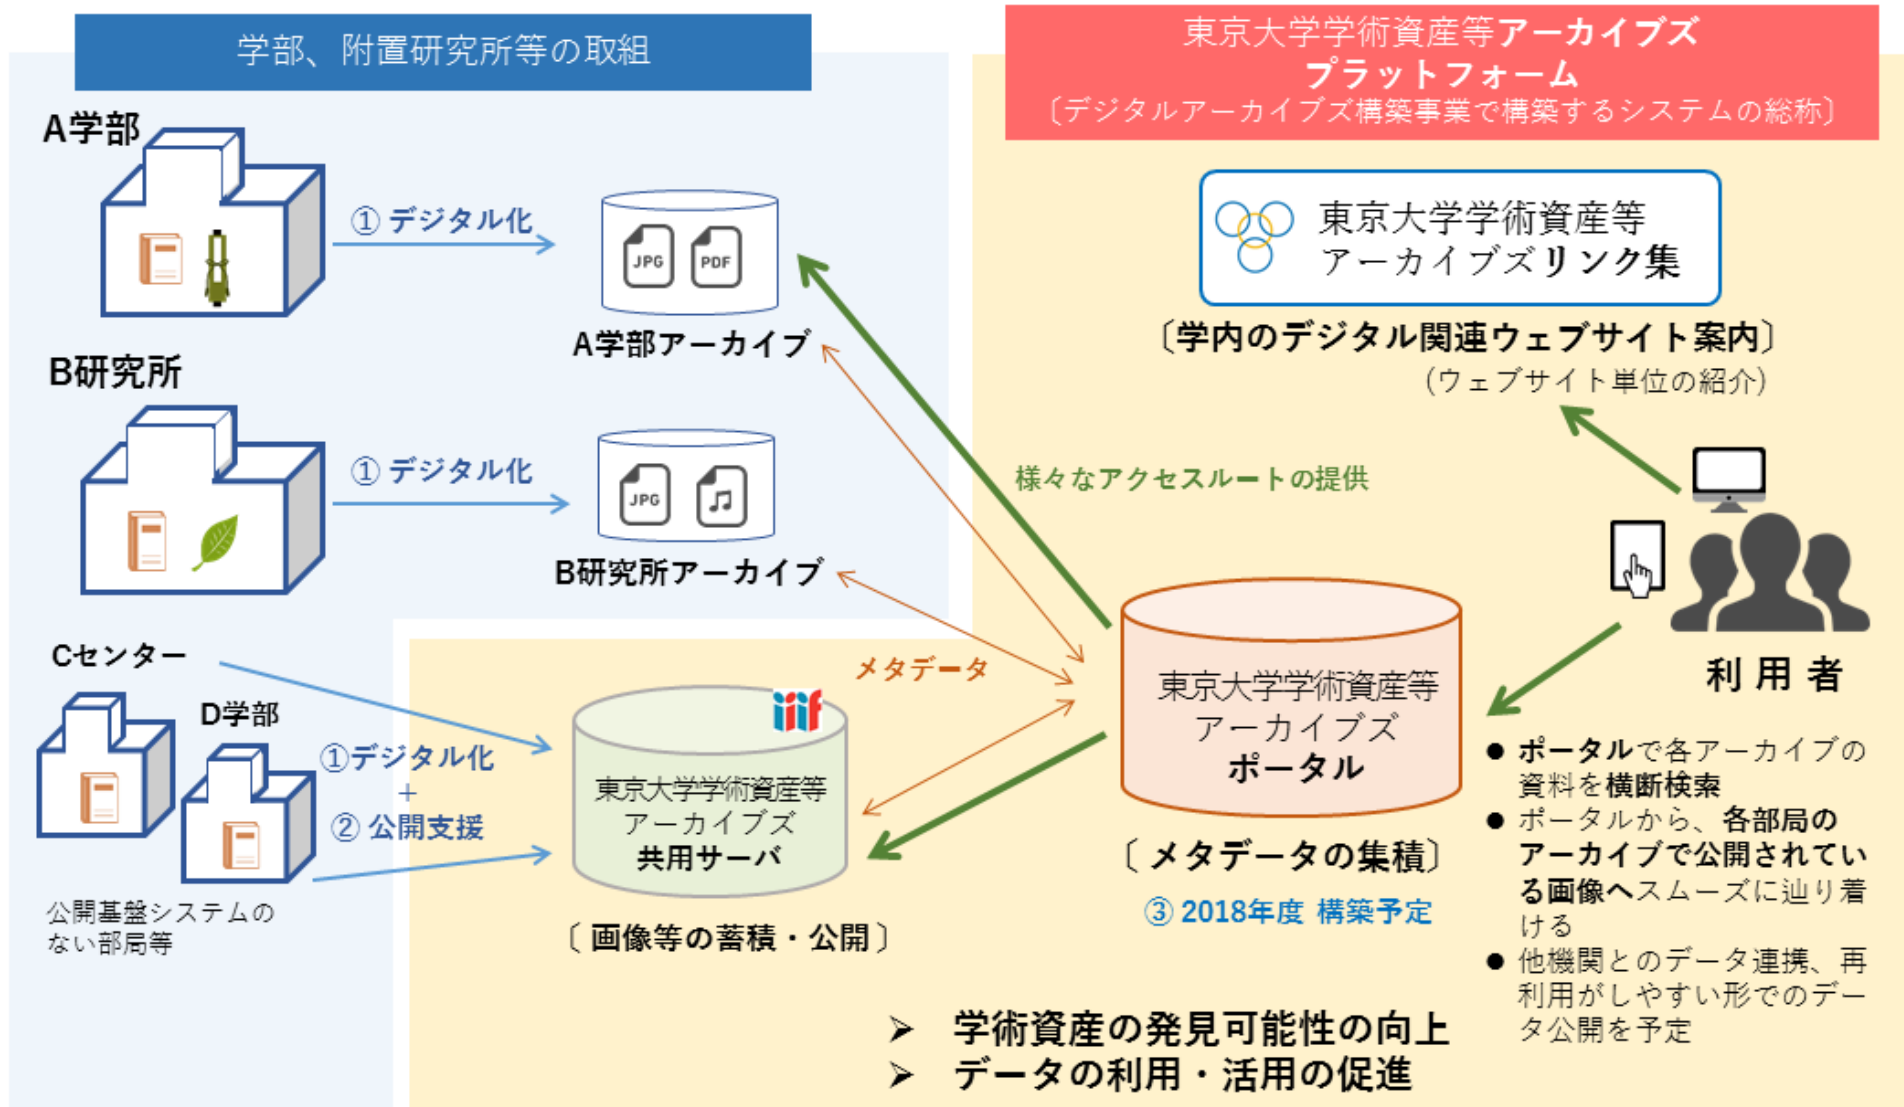 学部、附置研究所等の取組
東京大学学術資産等アーカイブズ
プラットフォーム
〔デジタルアーカイブズ構築事業で構築するシステムの総称〕
A学部
① デジタル化
JPG
PDF
A学部アーカイブ
東京大学学術資産等
アーカイブズリンク集
〔学内のデジタル関連ウェブサイト案内〕
(ウェブサイト単位の紹介)
B研究所
① デジタル化
JPG
B研究所アーカイブ
様々なアクセスルートの提供
利用者
Cセンター
D学部
①デジタル化
+
② 公開支援
公開基盤システムの
ない部局等
メタデータ
iiif
東京大学学術資産等
アーカイブズ
共用サーバ
〔 画像等の蓄積・公開 〕
東京大学学術資産等
アーカイブズ
ポータル
〔 メタデータの集積〕
③ 2018年度 構築予定
● ポータルで各アーカイブの
資料を横断検索
● ポータルから、各部局の
アーカイブで公開されてい
る画像へスムーズに辿り着
ける
● 他機関とのデータ連携、再
利用がしやすい形でのデー
タ公開を予定
➢ 学術資産の発見可能性の向上
➢ データの利用・活用の促進